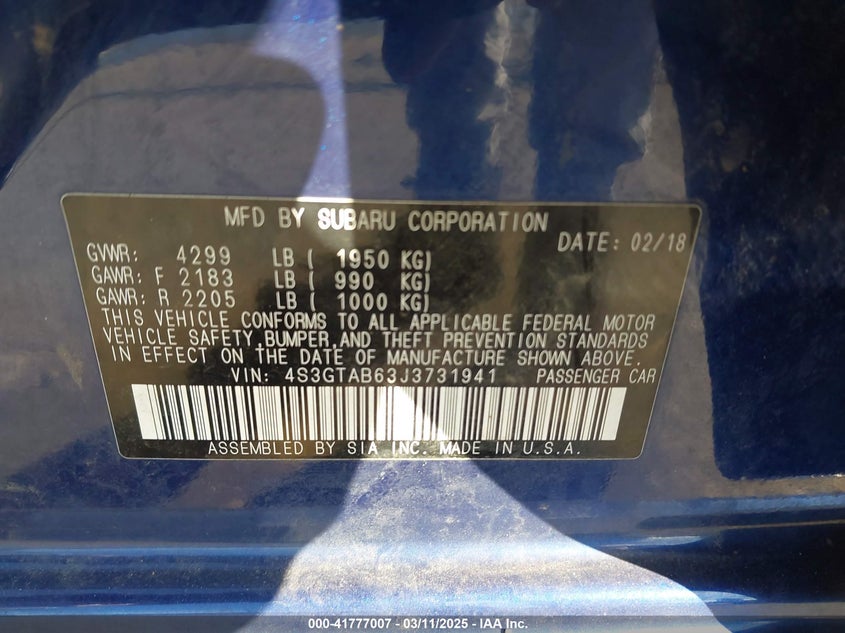 MFD BY SUBARU CORPORATION
DATE: 02/18
GVWR: 4299 LB ( 1950 KG)
GAWR: F 2183 LB ( 990 KG)
GAWR: R 2205 LB ( 1000 KG)
THIS VEHICLE CONFORMS TO ALL APPLICABLE FEDERAL MOTOR
VEHICLE SAFETY, BUMPER, AND THEFT PREVENTION STANDARDS
IN EFFECT ON THE DATE OF MANUFACTURE SHOWN ABOVE.
VIN: 4S3GTAB63J3731941 PASSENGER CAR
ASSEMBLED BY SIA INC. MADE IN U.S.A.
000-41777007 - 03/11/2025 - IAA Inc.